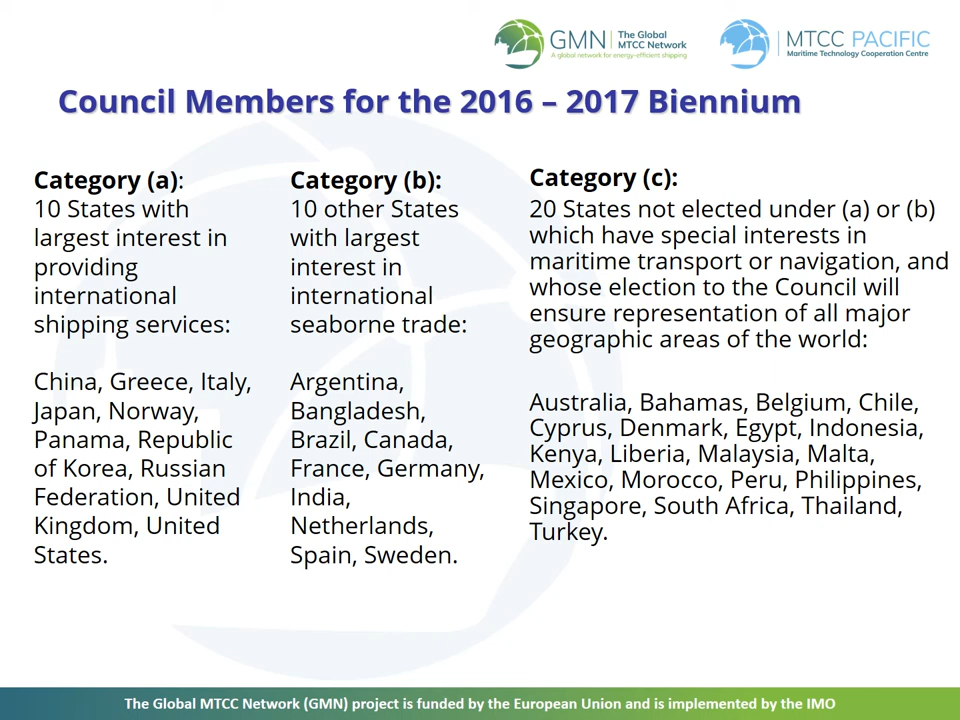 GMN
The Global
MTCC Network
A global network for energy-efficient shipping
MTCC PACIFIC
Maritime Technology Cooperation Centre
Council Members for the 2016 – 2017 Biennium
Category (a):
10 States with
largest interest in
providing
international
shipping services:
China, Greece, Italy,
Japan, Norway,
Panama, Republic
of Korea, Russian
Federation, United
Kingdom, United
States.
Category (b):
10 other States
with largest
interest in
international
seaborne trade:
Argentina,
Bangladesh,
Brazil, Canada,
France, Germany,
India,
Netherlands,
Spain, Sweden.
Category (c):
20 States not elected under (a) or (b)
which have special interests in
maritime transport or navigation, and
whose election to the Council will
ensure representation of all major
geographic areas of the world:
Australia, Bahamas, Belgium, Chile,
Cyprus, Denmark, Egypt, Indonesia,
Kenya, Liberia, Malaysia, Malta,
Mexico, Morocco, Peru, Philippines,
Singapore, South Africa, Thailand,
Turkey.
The Global MTCC Network (GMN) project is funded by the European Union and is implemented by the IMO